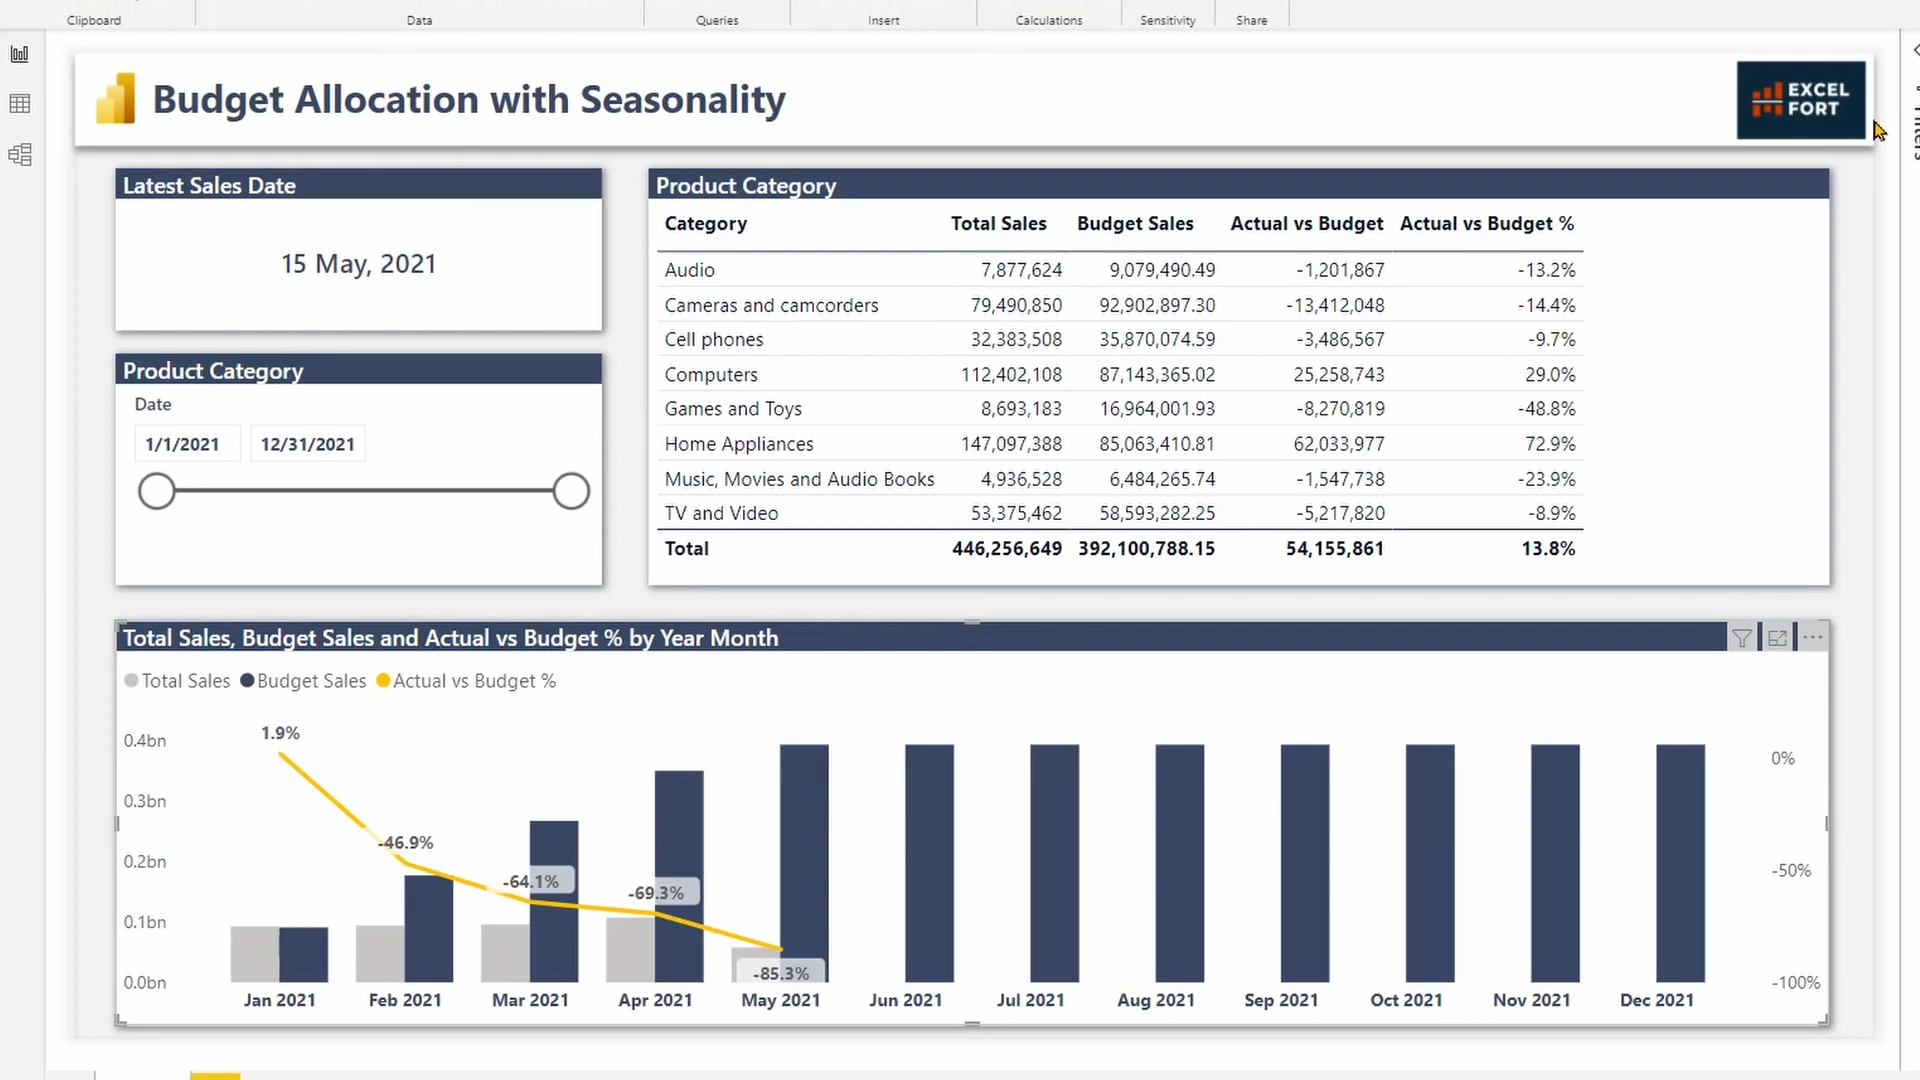 Clipboard
Data
Queries
Insert
Calculations
Sensitivity
Share
Budget Allocation with Seasonality
EXCEL
FORT
Latest Sales Date
15 May, 2021
Product Category
Date
1/1/2021 12/31/2021
Product Category
Category Total Sales Budget Sales Actual vs Budget Actual vs Budget %
Audio 7,877,624 9,079,490.49 -1,201,867 -13.2%
Cameras and camcorders 79,490,850 92,902,897.30 -13,412,048 -14.4%
Cell phones 32,383,508 35,870,074.59 -3,486,567 -9.7%
Computers 112,402,108 87,143,365.02 25,258,743 29.0%
Games and Toys 8,693,183 16,964,001.93 -8,270,819 -48.8%
Home Appliances 147,097,388 85,063,410.81 62,033,977 72.9%
Music, Movies and Audio Books 4,936,528 6,484,265.74 -1,547,738 -23.9%
TV and Video 53,375,462 58,593,282.25 -5,217,820 -8.9%
Total 446,256,649 392,100,788.15 54,155,861 13.8%
Total Sales, Budget Sales and Actual vs Budget % by Year Month
Total Sales Budget Sales Actual vs Budget %
0.4bn
0.3bn
0.2bn
0.1bn
0.0bn
1.9%
-46.9%
-64.1%
-69.3%
-85.3%
0%
-50%
-100%
Jan 2021 Feb 2021 Mar 2021 Apr 2021 May 2021 Jun 2021 Jul 2021 Aug 2021 Sep 2021 Oct 2021 Nov 2021 Dec 2021